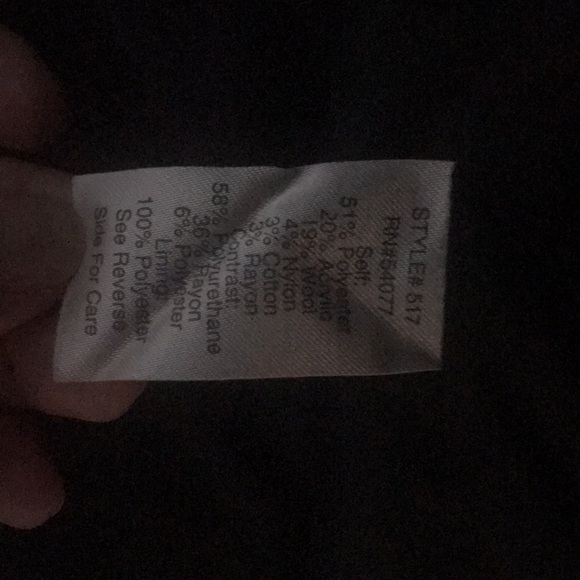 STYLE# 517
RN#54077
Self:
51% Polyester
20% Acrylic
19% Wool
4% Nylon
3% Cotton
3% Rayon
Contrast:
58% Polyurethane
36% Rayon
6% Polyester
Lining:
100% Polyester
See Reverse
Side For Care